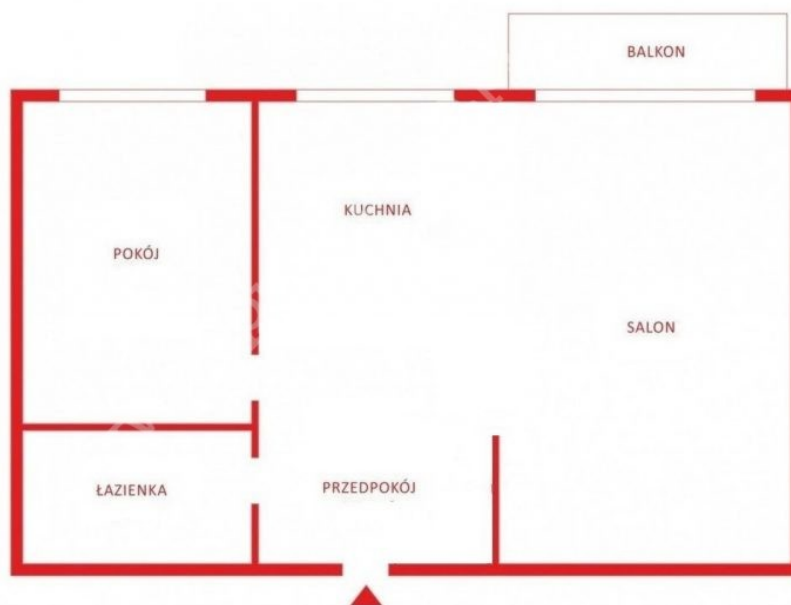 BALKON
KUCHNIA
POKÓJ
SALON
ŁAZIENKA
PRZEDPOKÓJ